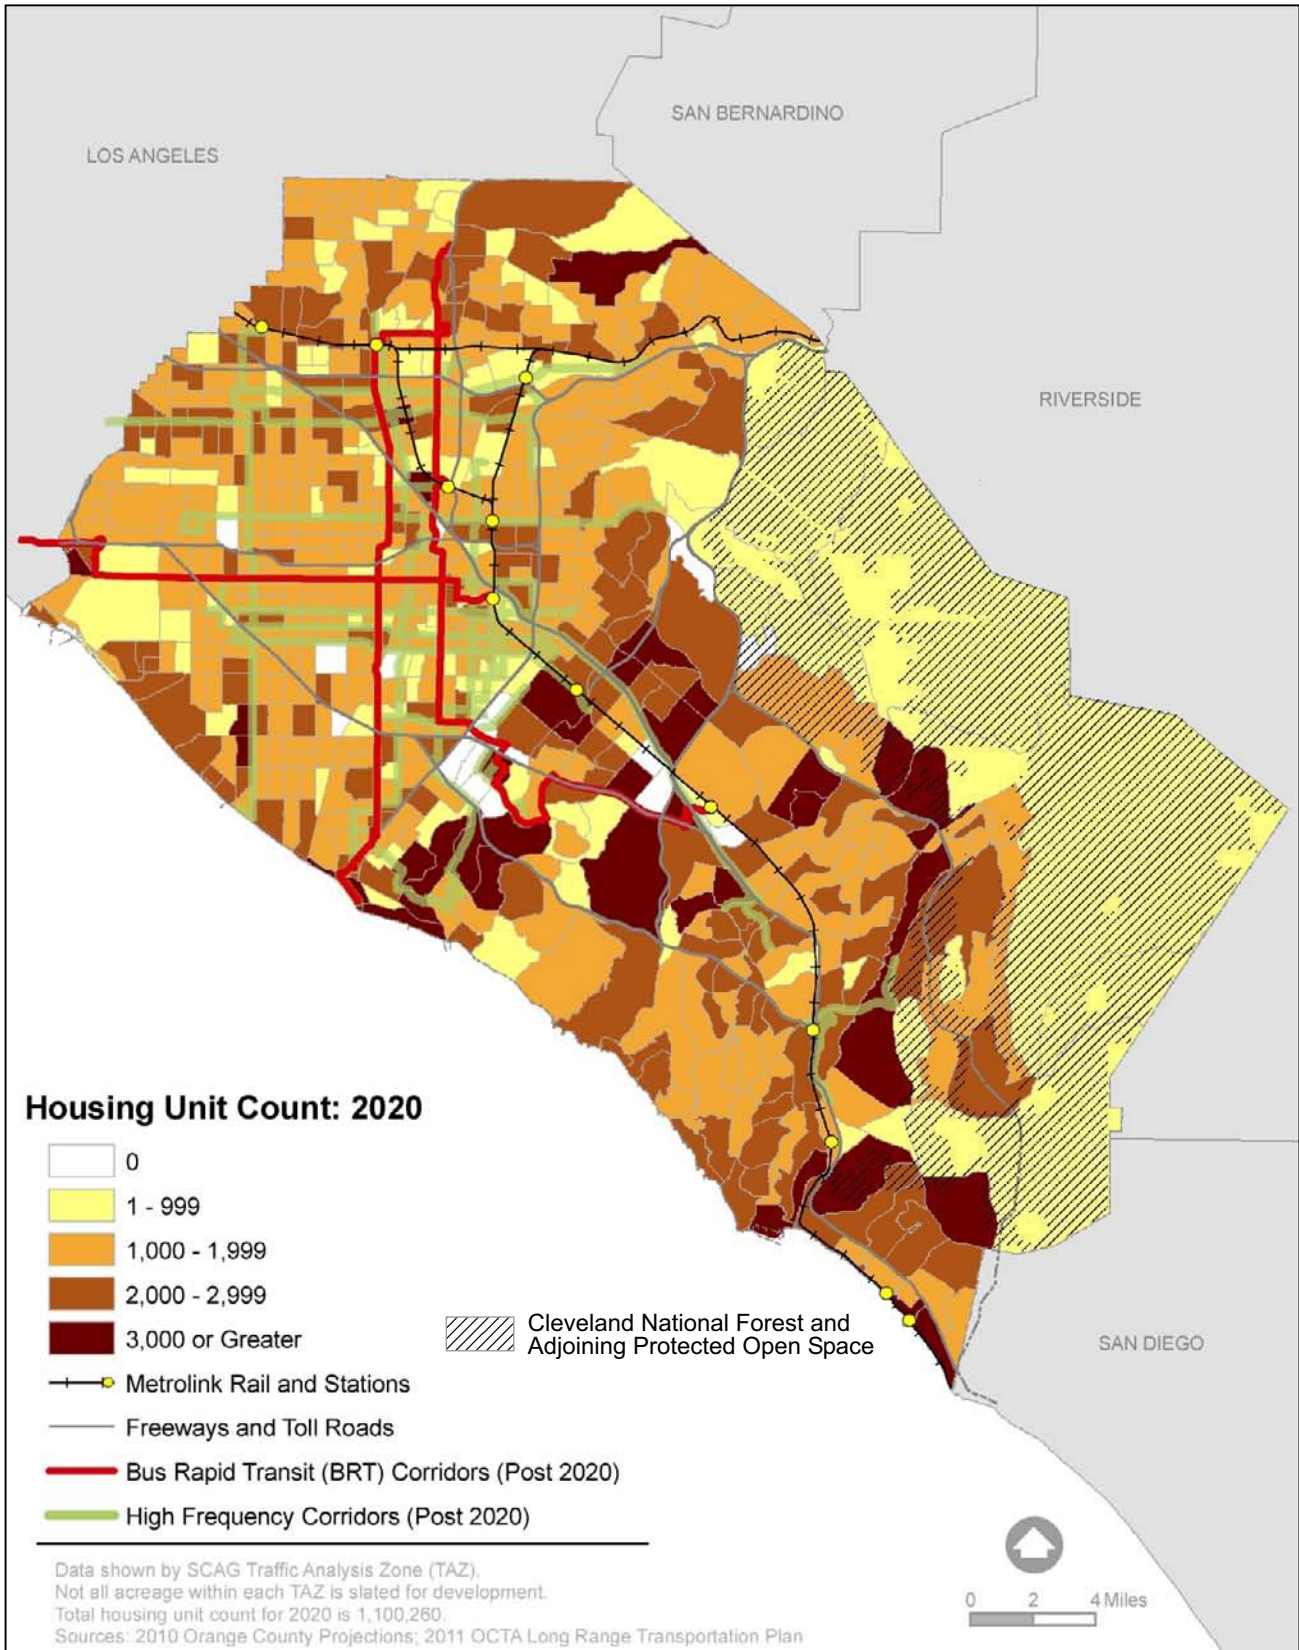 SAN BERNARDINO
LOS ANGELES
RIVERSIDE
Housing Unit Count: 2020
0
1 - 999
1,000 - 1,999
2,000 - 2,999
3,000 or Greater
Cleveland National Forest and
Adjoining Protected Open Space
SAN DIEGO
Metrolink Rail and Stations
Freeways and Toll Roads
Bus Rapid Transit (BRT) Corridors (Post 2020)
High Frequency Corridors (Post 2020)
Data shown by SCAG Traffic Analysis Zone (TAZ).
Not all acreage within each TAZ is slated for development.
Total housing unit count for 2020 is 1,100,260.
Sources: 2010 Orange County Projections; 2011 OCTA Long Range Transportation Plan
0 2 4 Miles